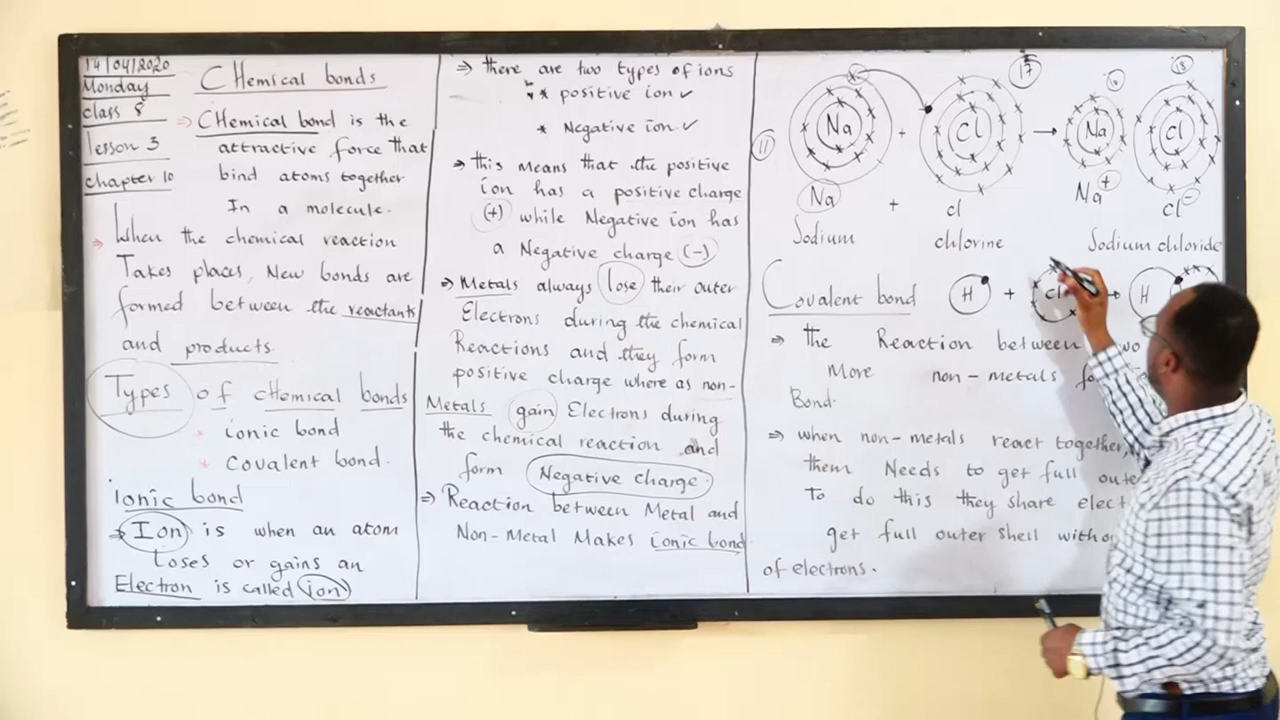 14/04/2020
Monday
class 8
lesson 3
chapter 10
CHemical bonds
⇒ CHemical bond is the
attractive force that
bind atoms together
In a molecule.
⇒ When the chemical reaction
Takes places, New bonds are
formed between the reactants
and products.
Types of cHemical bonds
* ionic bond
* Covalent bond.
ionic bond
⇒ Ion is when an atom
Loses or gains an
Electron is called ion
⇒ there are two types of ions
* positive ion ✓
* Negative ion ✓
⇒ this means that the positive
ion has a positive charge
(+) while Negative ion has
a Negative charge (-)
⇒ Metals always lose their outer
Electrons during the chemical
Reactions and they form
positive charge where as non-
Metals gain Electrons during
the chemical reaction and
form Negative charge.
⇒ Reaction between Metal and
Non-Metal Makes ionic bond
11 Na + Cl 17 → Na 10 Cl 18
Na + cl Na+ cl-
Sodium chlorine Sodium chloride
Covalent bond H + cl → H
⇒ the Reaction between two
More non-metals
Bond.
⇒ when non-metals react together,
them Needs to get full
To do this they share
get full outer shell
of electrons.